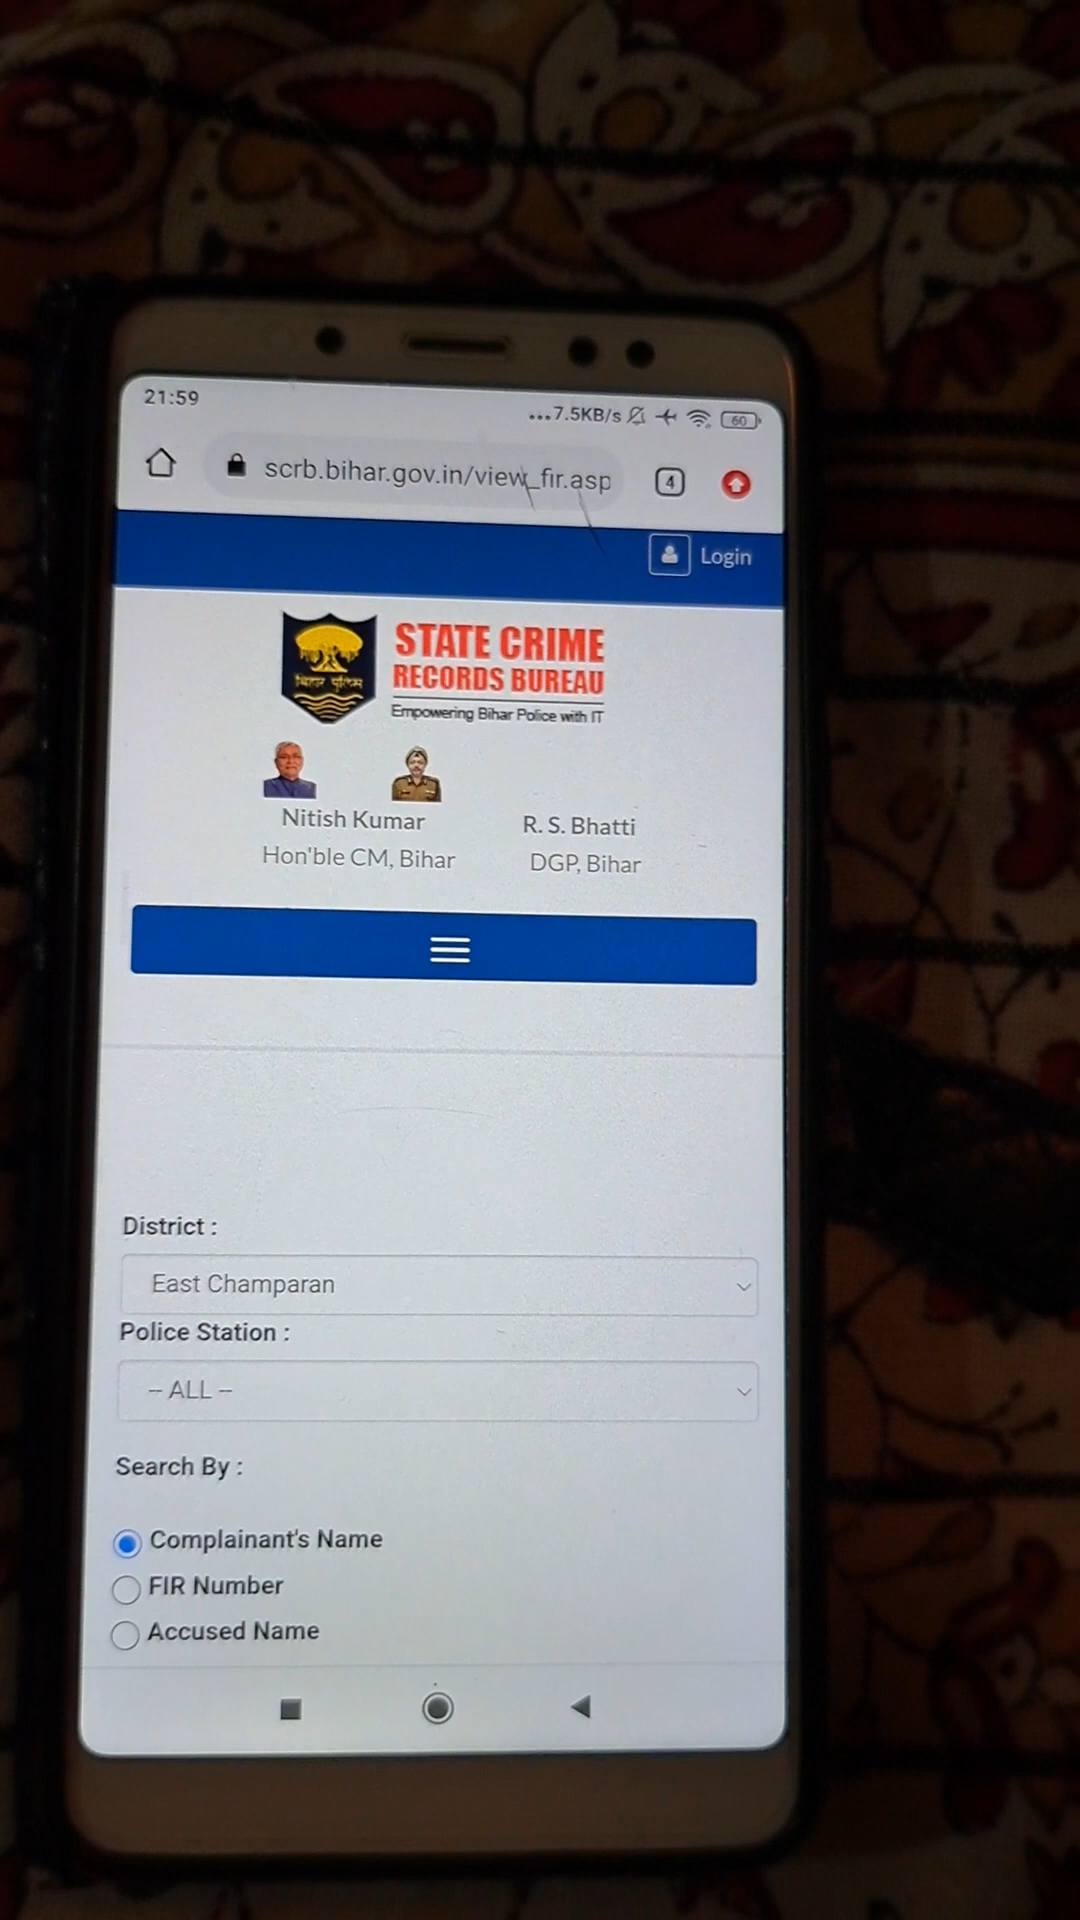 21:59
...7.5KB/s 60
scrb.bihar.gov.in/view_fir.asp 4
Login
बिहार पुलिस
STATE CRIME
RECORDS BUREAU
Empowering Bihar Police with IT
Nitish Kumar R. S. Bhatti
Hon'ble CM, Bihar DGP, Bihar
District :
East Champaran
Police Station :
-- ALL --
Search By :
Complainant's Name
FIR Number
Accused Name